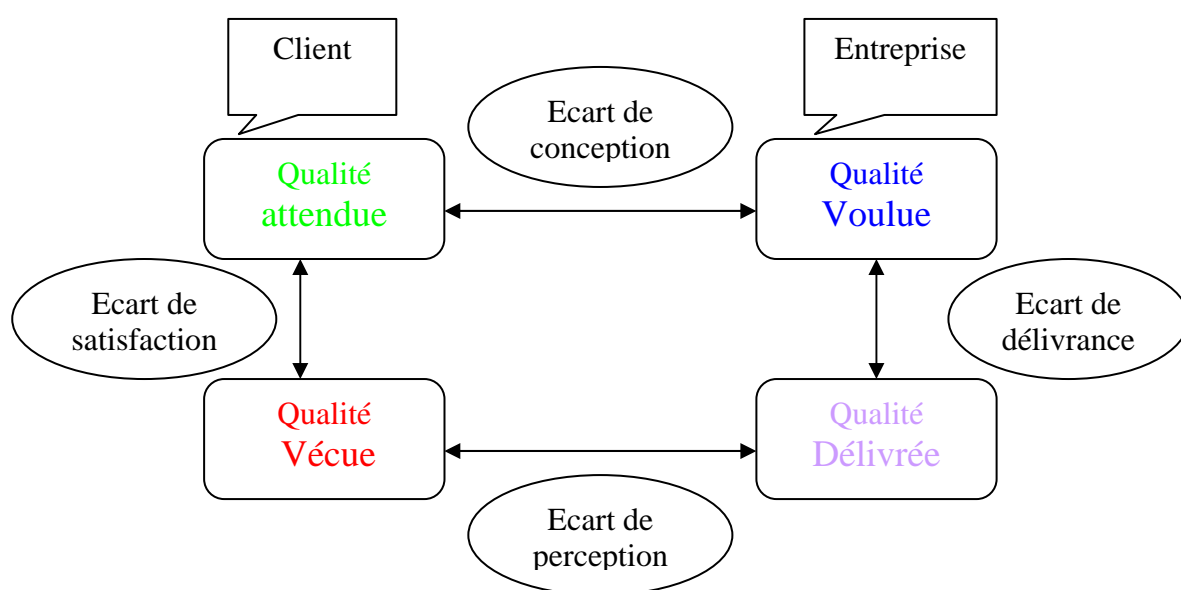 Client
Entreprise
Ecart de
conception
Qualité
attendue
Qualité
Voulue
Ecart de
satisfaction
Ecart de
délivrance
Qualité
Vécue
Qualité
Délivrée
Ecart de
perception